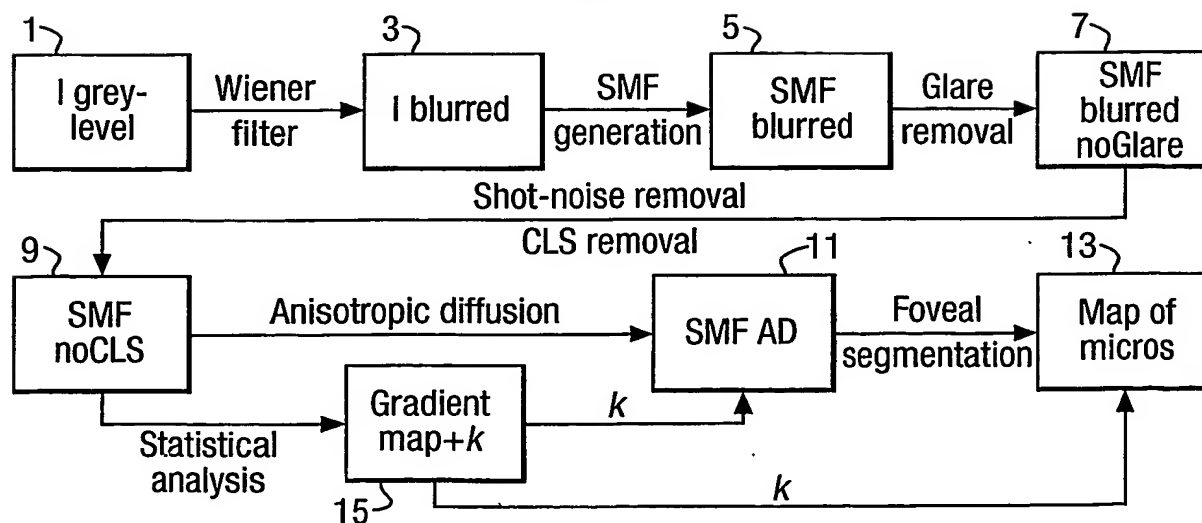 1
3
5
7
I grey-
level
Wiener
filter
I blurred
SMF
generation
SMF
blurred
Glare
removal
SMF
blurred
noGlare
Shot-noise removal
CLS removal
9
11
13
SMF
noCLS
Anisotropic diffusion
SMF AD
Foveal
segmentation
Map of
micros
Statistical
analysis
Gradient
map+k
k
k
15